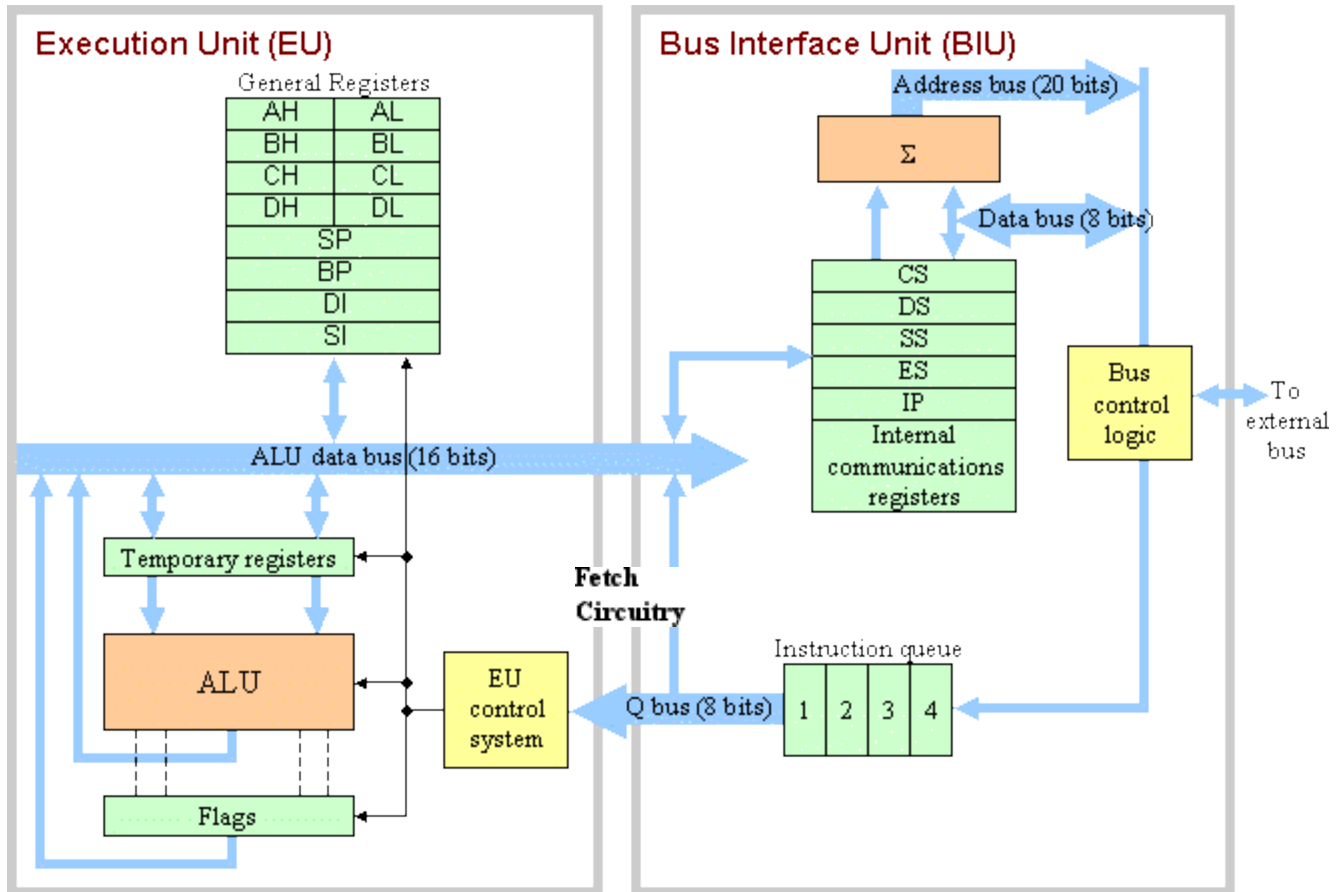 Execution Unit (EU)
General Registers
AH AL
BH BL
CH CL
DH DL
SP
BP
DI
SI
ALU data bus (16 bits)
Temporary registers
ALU
Flags
EU
control
system
Fetch
Circuitry
Bus Interface Unit (BIU)
Address bus (20 bits)
Σ
Data bus (8 bits)
CS
DS
SS
ES
IP
Internal
communications
registers
Bus
control
logic
To
external
bus
Instruction queue
Q bus (8 bits)
1 2 3 4